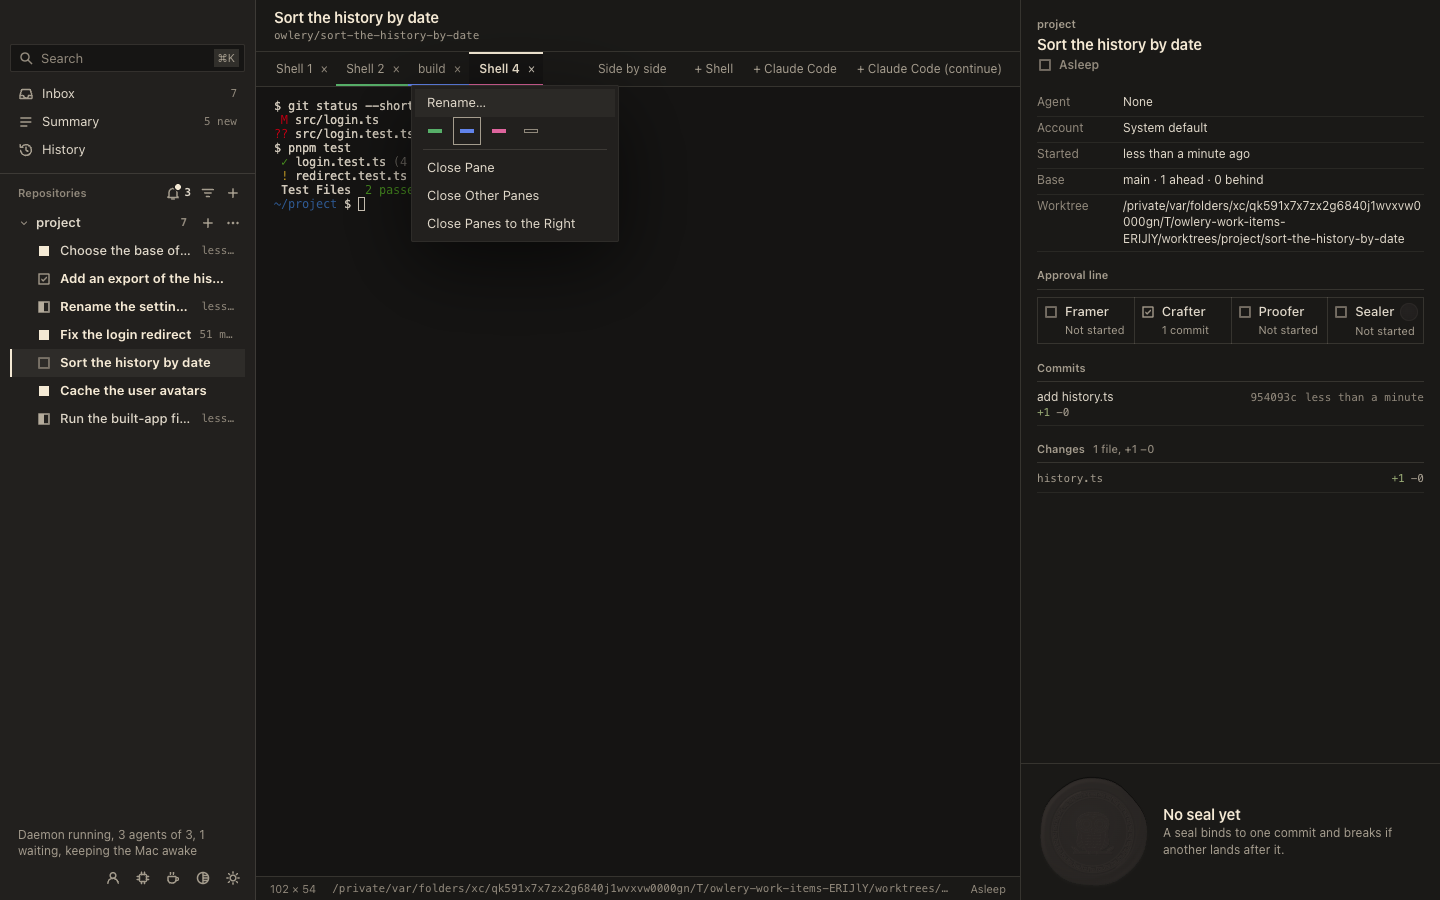 Search
⌘K
Inbox 7
Summary 5 new
History
Repositories 3
project 7
Choose the base of… less…
Add an export of the his…
Rename the settin… less…
Fix the login redirect 51 m…
Sort the history by date
Cache the user avatars
Run the built-app fi… less…
Daemon running, 3 agents of 3, 1
waiting, keeping the Mac awake
Sort the history by date
owlery/sort-the-history-by-date
Shell 1 × Shell 2 × build × Shell 4 × Side by side + Shell + Claude Code + Claude Code (continue)
$ git status --short
M src/login.ts
?? src/login.test.ts
$ pnpm test
✓ login.test.ts (4
! redirect.test.ts
Test Files 2 passe
~/project $
Rename...
Close Pane
Close Other Panes
Close Panes to the Right
102 × 54 /private/var/folders/xc/qk591x7x7zx2g6840j1wvxvw0000gn/T/owlery-work-items-ERIJlY/worktrees/… Asleep
project
Sort the history by date
Asleep
Agent None
Account System default
Started less than a minute ago
Base main · 1 ahead · 0 behind
Worktree /private/var/folders/xc/qk591x7x7zx2g6840j1wvxvw0
000gn/T/owlery-work-items-
ERIJlY/worktrees/project/sort-the-history-by-date
Approval line
Framer Crafter Proofer Sealer
Not started 1 commit Not started Not started
Commits
add history.ts 954093c less than a minute
+1 −0
Changes 1 file, +1 −0
history.ts +1 −0
No seal yet
A seal binds to one commit and breaks if
another lands after it.